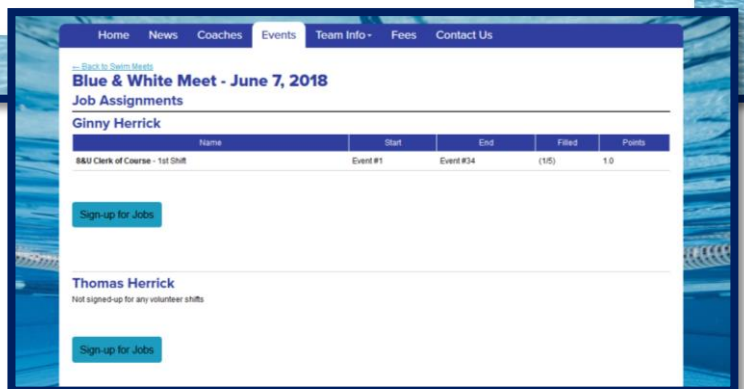 Home News Coaches Events Team Info Fees Contact Us
← Back to Swim Meets
Blue & White Meet - June 7, 2018
Job Assignments
Ginny Herrick
Name Start End Filled Points
8&U Clerk of Course - 1st Shift Event #1 Event #34 (1/5) 1.0
Sign-up for Jobs
Thomas Herrick
Not signed-up for any volunteer shifts
Sign-up for Jobs